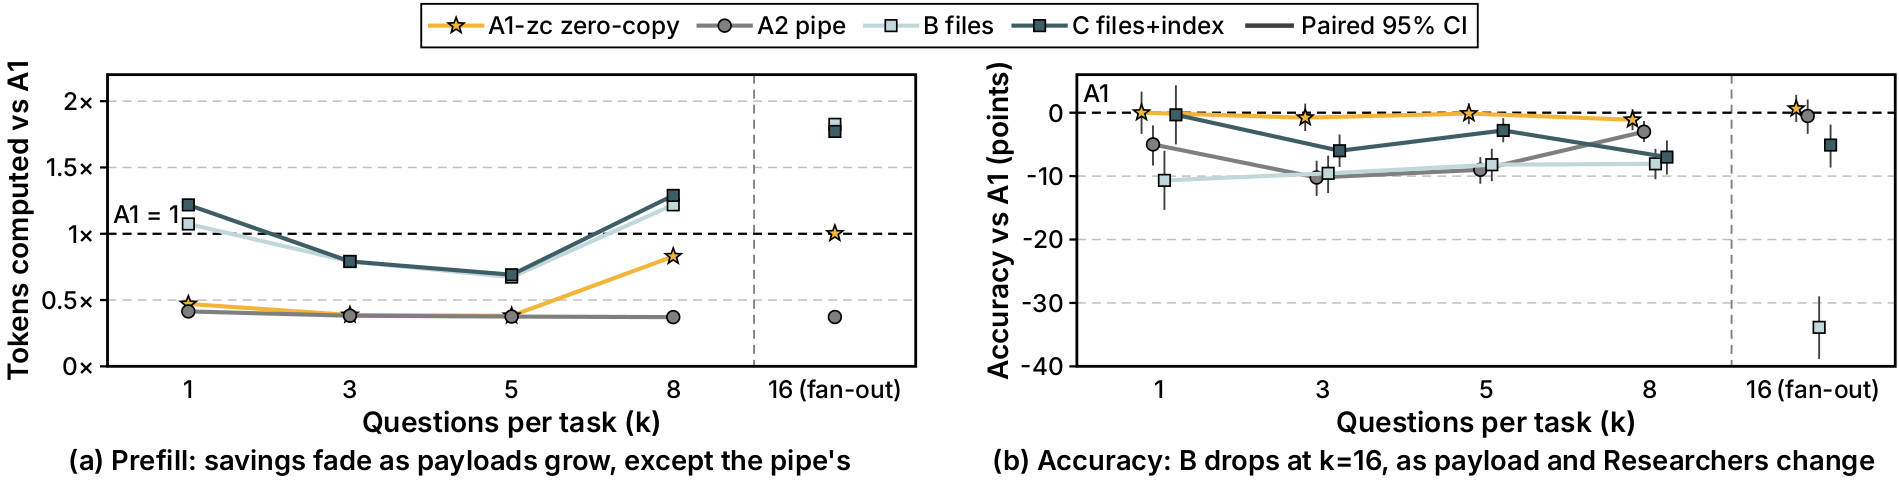 A1-zc zero-copy A2 pipe B files C files+index Paired 95% CI
Tokens computed vs A1
2×
1.5×
1×
0.5×
0×
A1 = 1
1 3 5 8 16 (fan-out)
Questions per task (k)
(a) Prefill: savings fade as payloads grow, except the pipe's
Accuracy vs A1 (points)
0
-10
-20
-30
-40
A1
1 3 5 8 16 (fan-out)
Questions per task (k)
(b) Accuracy: B drops at k=16, as payload and Researchers change